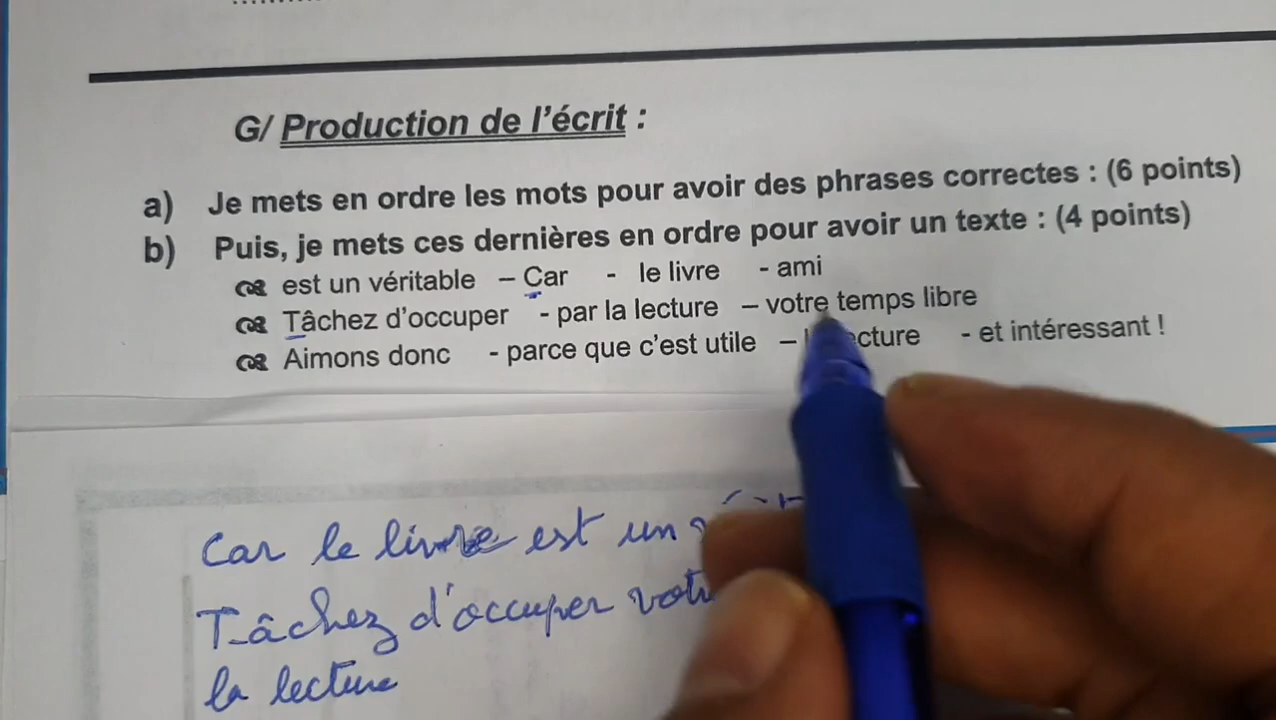 G/ Production de l'écrit :
a) Je mets en ordre les mots pour avoir des phrases correctes : (6 points)
b) Puis, je mets ces dernières en ordre pour avoir un texte : (4 points)
est un véritable – Car - le livre - ami
Tâchez d'occuper - par la lecture – votre temps libre
Aimons donc - parce que c'est utile – - et intéressant !
Car le livre est un
Tâchez d'occuper
la lecture